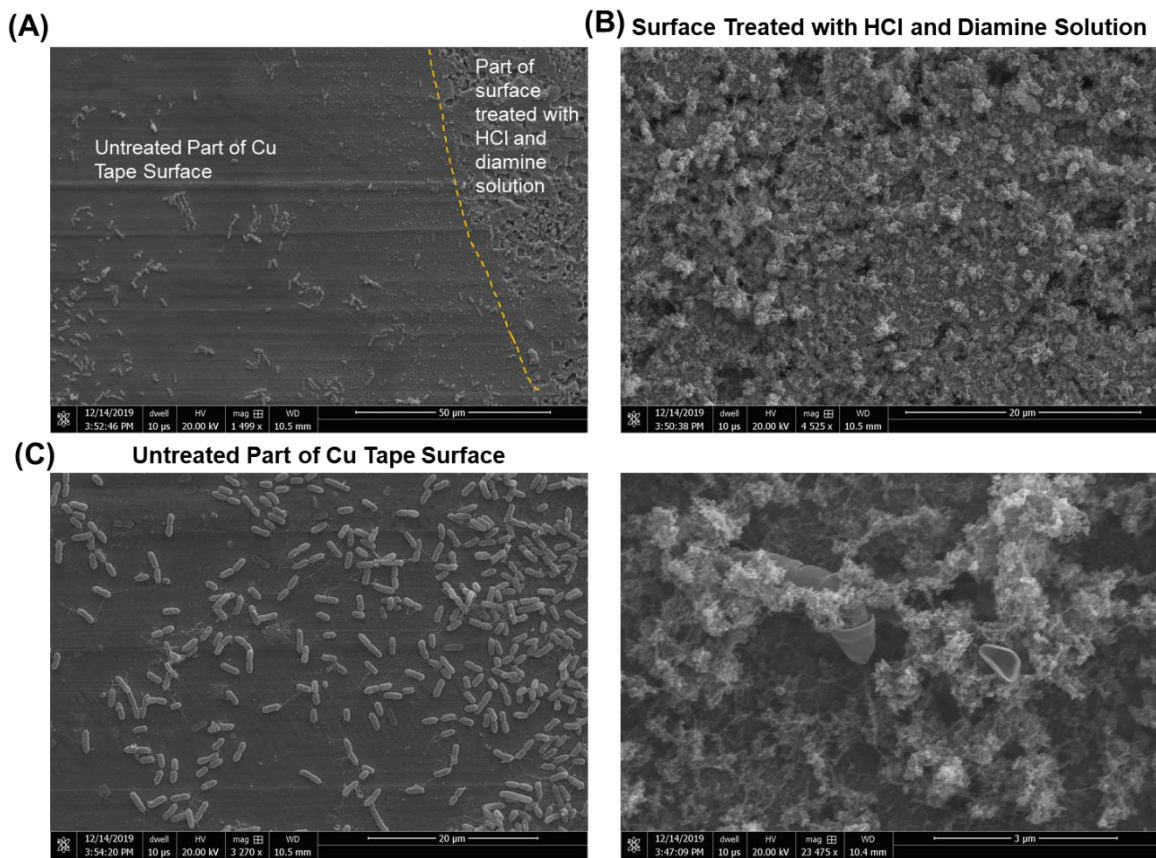 (A)
(B) Surface Treated with HCl and Diamine Solution
Untreated Part of Cu
Tape Surface
Part of
surface
treated with
HCl and
diamine
solution
12/14/2019 dwell HV mag WD 50 µm
3:52:46 PM 10 µs 20.00 kV 1 499 x 10.5 mm
12/14/2019 dwell HV mag WD 20 µm
3:50:38 PM 10 µs 20.00 kV 4 525 x 10.5 mm
(C) Untreated Part of Cu Tape Surface
12/14/2019 dwell HV mag WD 20 µm
3:54:20 PM 10 µs 20.00 kV 3 270 x 10.5 mm
12/14/2019 dwell HV mag WD 3 µm
3:47:09 PM 10 µs 20.00 kV 23 475 x 10.4 mm